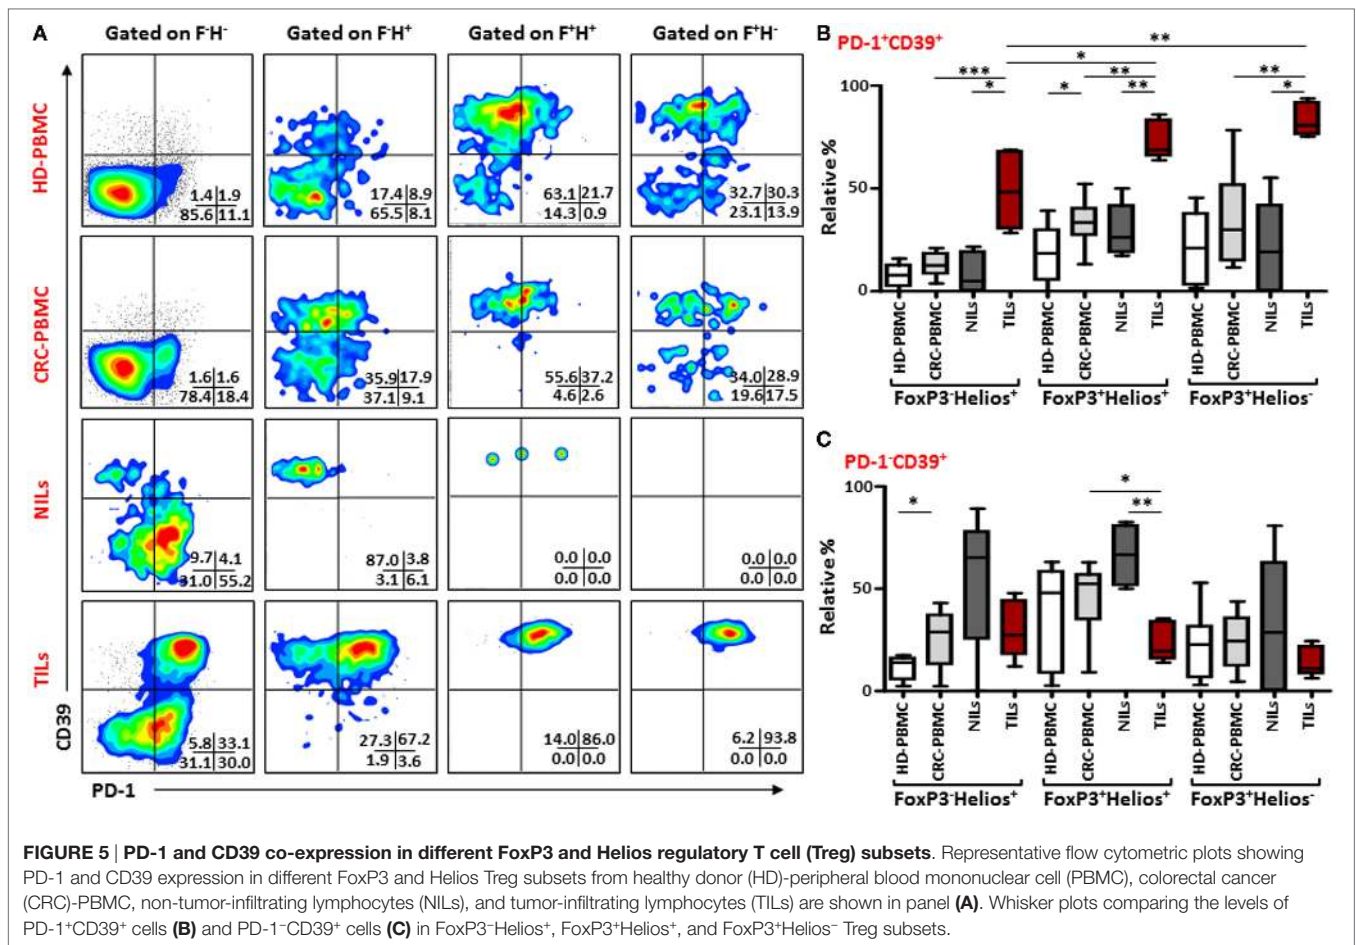 A
Gated on F⁻H⁻ Gated on F⁻H⁺ Gated on F⁺H⁺ Gated on F⁺H⁻
HD-PBMC
1.4 1.9
85.6 11.1
17.4 8.9
65.5 8.1
63.1 21.7
14.3 0.9
32.7 30.3
23.1 13.9
CRC-PBMC
1.6 1.6
78.4 18.4
35.9 17.9
37.1 9.1
55.6 37.2
4.6 2.6
34.0 28.9
19.6 17.5
NILs
9.7 4.1
31.0 55.2
87.0 3.8
3.1 6.1
0.0 0.0
0.0 0.0
0.0 0.0
0.0 0.0
TILs
5.8 33.1
31.1 30.0
27.3 67.2
1.9 3.6
14.0 86.0
0.0 0.0
6.2 93.8
0.0 0.0
CD39
PD-1
B
PD-1⁺CD39⁺
**
*
*** ** **
* * ** *
Relative %
100
50
0
HD-PBMC CRC-PBMC NILs TILs HD-PBMC CRC-PBMC NILs TILs HD-PBMC CRC-PBMC NILs TILs
FoxP3⁻Helios⁺ FoxP3⁺Helios⁺ FoxP3⁺Helios⁻
C
PD-1⁻CD39⁺
*
* **
Relative %
100
50
0
HD-PBMC CRC-PBMC NILs TILs HD-PBMC CRC-PBMC NILs TILs HD-PBMC CRC-PBMC NILs TILs
FoxP3⁻Helios⁺ FoxP3⁺Helios⁺ FoxP3⁺Helios⁻
FIGURE 5 | PD-1 and CD39 co-expression in different FoxP3 and Helios regulatory T cell (Treg) subsets. Representative flow cytometric plots showing
PD-1 and CD39 expression in different FoxP3 and Helios Treg subsets from healthy donor (HD)-peripheral blood mononuclear cell (PBMC), colorectal cancer
(CRC)-PBMC, non-tumor-infiltrating lymphocytes (NILs), and tumor-infiltrating lymphocytes (TILs) are shown in panel (A). Whisker plots comparing the levels of
PD-1⁺CD39⁺ cells (B) and PD-1⁻CD39⁺ cells (C) in FoxP3⁻Helios⁺, FoxP3⁺Helios⁺, and FoxP3⁺Helios⁻ Treg subsets.